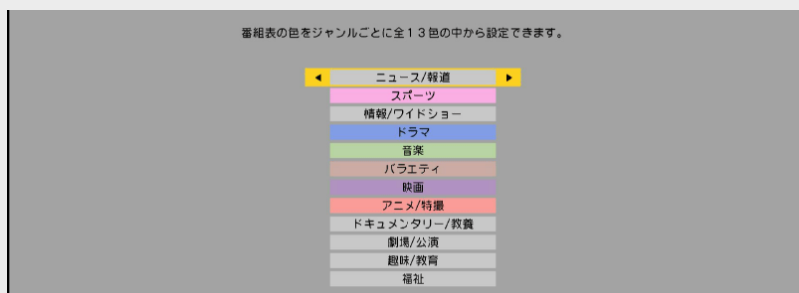 番組表の色をジャンルごとに全１３色の中から設定できます。
ニュース/報道
スポーツ
情報/ワイドショー
ドラマ
音楽
バラエティ
映画
アニメ/特撮
ドキュメンタリー/教養
劇場/公演
趣味/教育
福祉